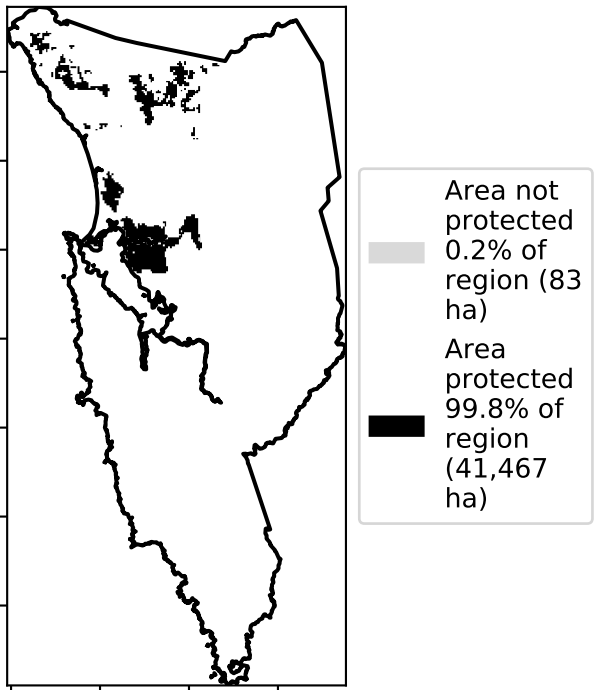 Area not
protected
0.2% of
region (83
ha)
Area
protected
99.8% of
region
(41,467
ha)